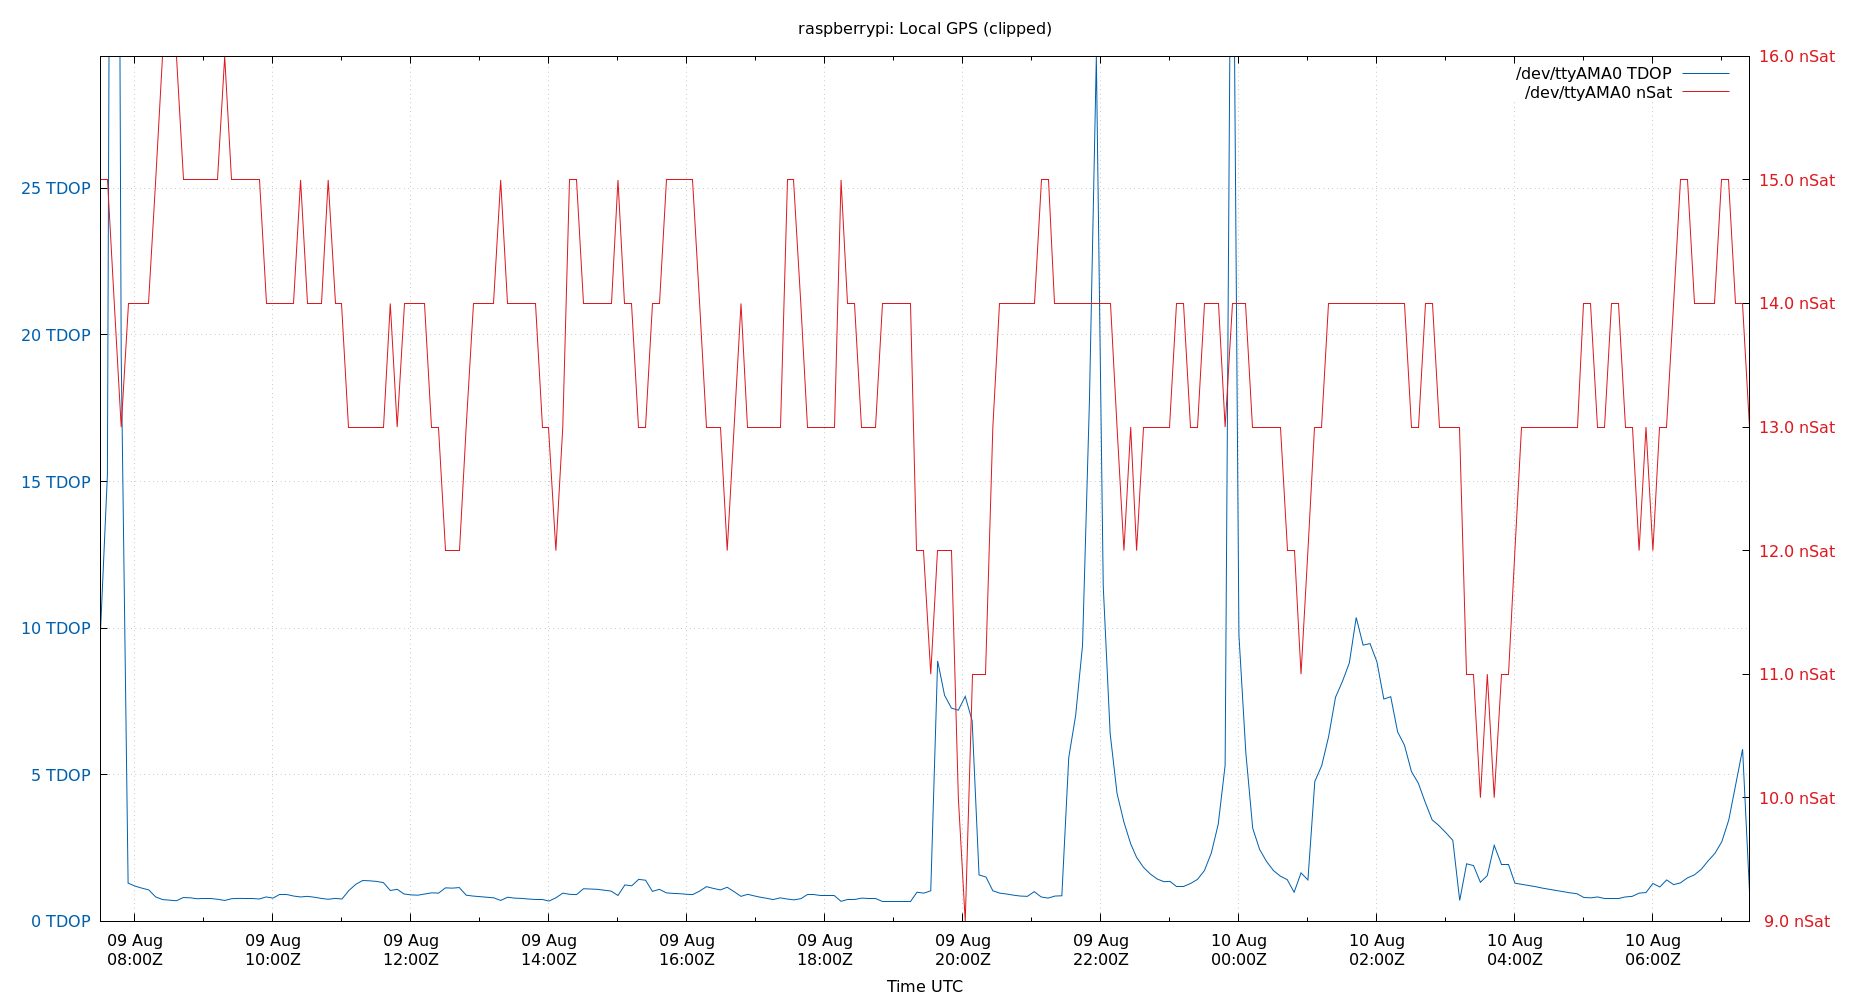 raspberrypi: Local GPS (clipped)
/dev/ttyAMA0 TDOP
/dev/ttyAMA0 nSat
25 TDOP
20 TDOP
15 TDOP
10 TDOP
5 TDOP
0 TDOP
16.0 nSat
15.0 nSat
14.0 nSat
13.0 nSat
12.0 nSat
11.0 nSat
10.0 nSat
9.0 nSat
09 Aug 09 Aug 09 Aug 09 Aug 09 Aug 09 Aug 09 Aug 09 Aug 10 Aug 10 Aug 10 Aug 10 Aug
08:00Z 10:00Z 12:00Z 14:00Z 16:00Z 18:00Z 20:00Z 22:00Z 00:00Z 02:00Z 04:00Z 06:00Z
Time UTC